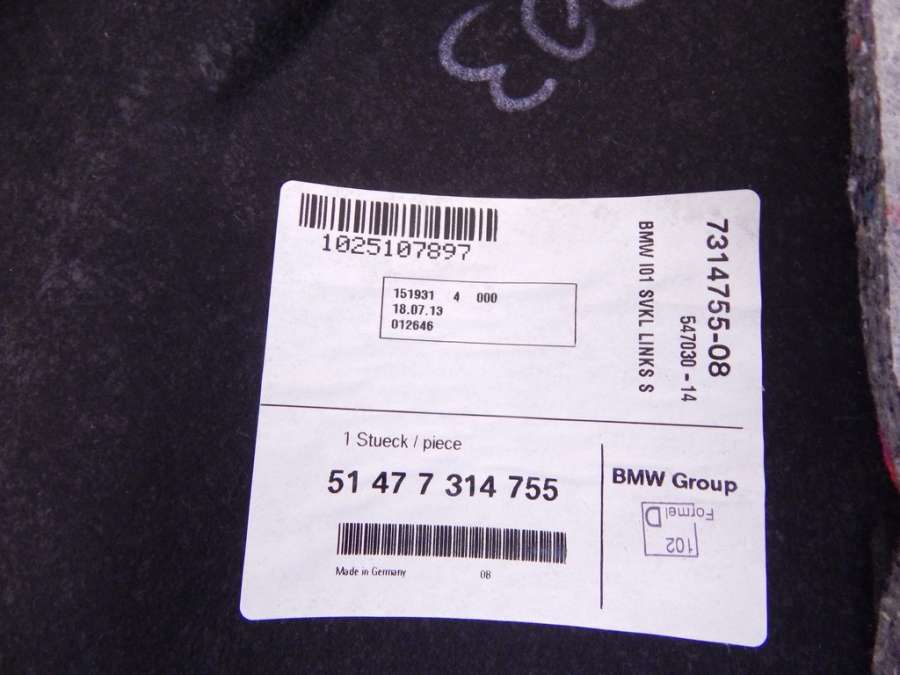 1025107897
151931 4 000
18.07.13
012646
7314755-08
547030-14
BMW I01 SVKL LINKS S
1 Stueck / piece
51 47 7 314 755
Made in Germany 08
BMW Group
Formel D
102